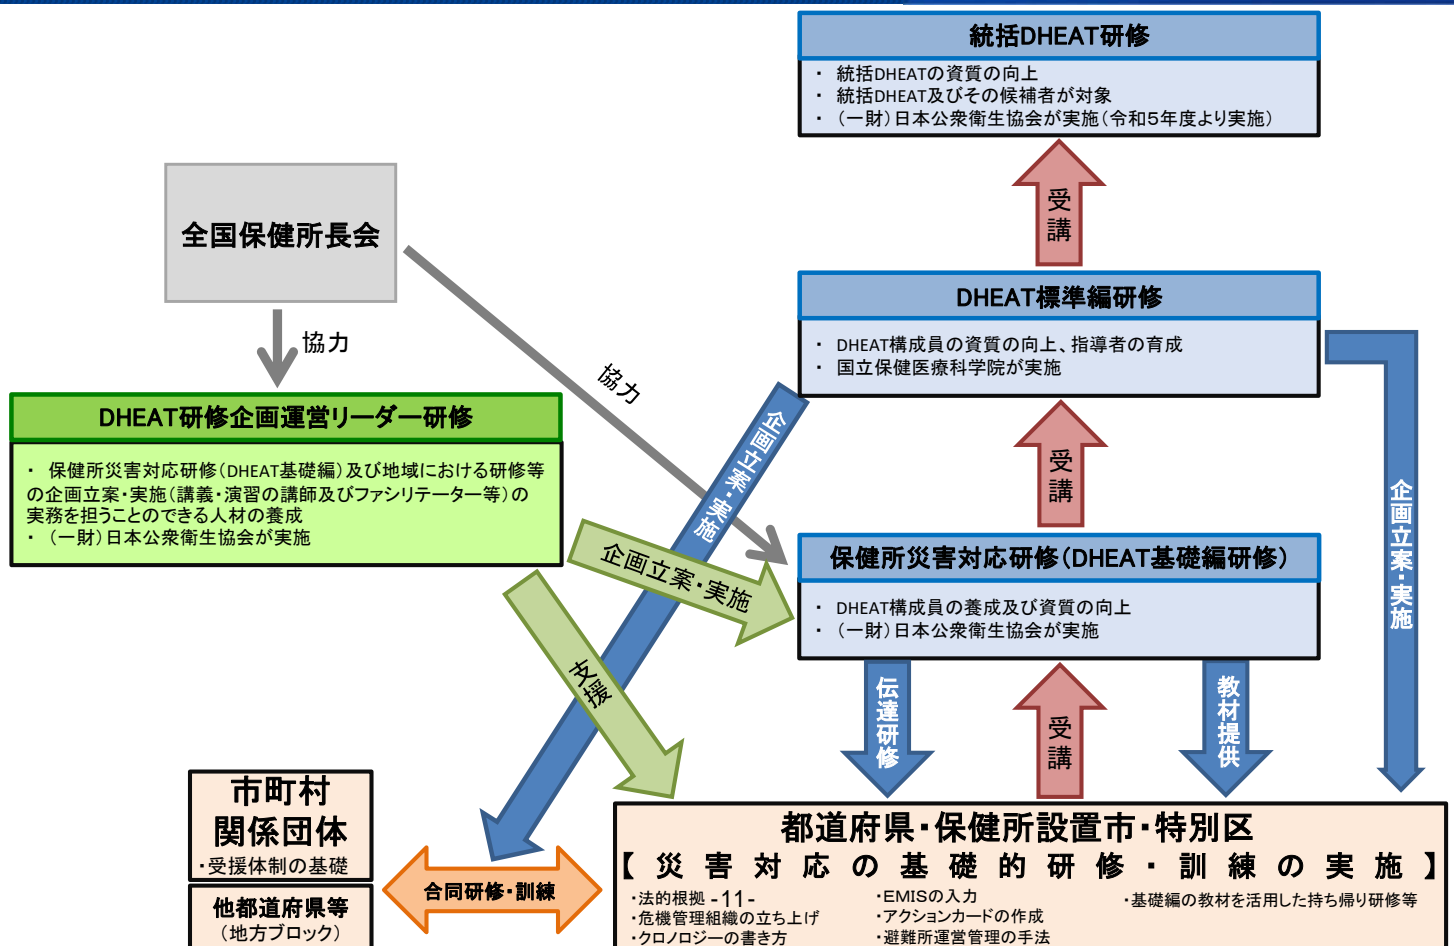 統括DHEAT研修
・ 統括DHEATの資質の向上
・ 統括DHEAT及びその候補者が対象
・ (一財)日本公衆衛生協会が実施(令和5年度より実施)
受講
全国保健所長会
協力
協力
DHEAT標準編研修
・ DHEAT構成員の資質の向上、指導者の育成
・ 国立保健医療科学院が実施
企画立案・実施
企画立案・実施
DHEAT研修企画運営リーダー研修
・ 保健所災害対応研修(DHEAT基礎編)及び地域における研修等
の企画立案・実施(講義・演習の講師及びファシリテーター等)の
実務を担うことのできる人材の養成
・ (一財)日本公衆衛生協会が実施
受講
企画立案・実施
支援
保健所災害対応研修(DHEAT基礎編研修)
・ DHEAT構成員の養成及び資質の向上
・ (一財)日本公衆衛生協会が実施
伝達研修
受講
教材提供
市町村
関係団体
・受援体制の基礎
他都道府県等
(地方ブロック)
合同研修・訓練
都道府県・保健所設置市・特別区
【災害対応の基礎的研修・訓練の実施】
・法的根拠 -11-
・危機管理組織の立ち上げ
・クロノロジーの書き方
・EMISの入力
・アクションカードの作成
・避難所運営管理の手法
・基礎編の教材を活用した持ち帰り研修等